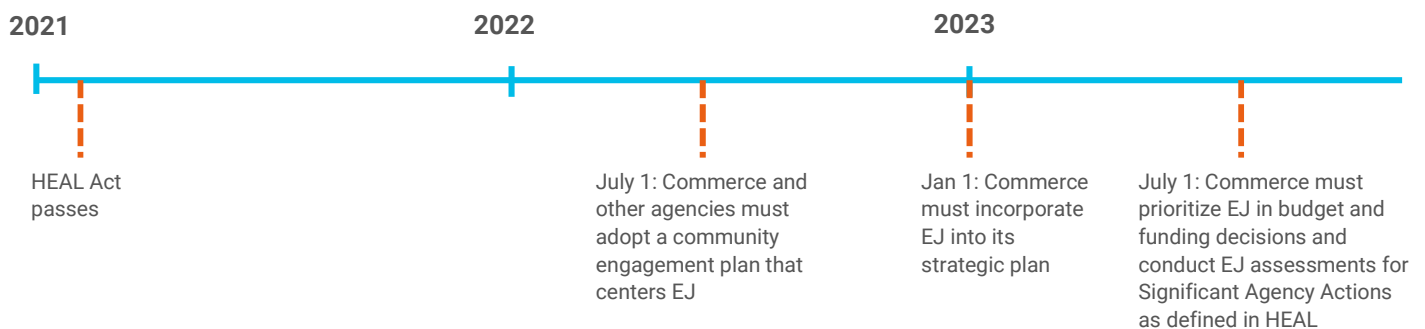 2021
2022
2023
HEAL Act
passes
July 1: Commerce and
other agencies must
adopt a community
engagement plan that
centers EJ
Jan 1: Commerce
must incorporate
EJ into its
strategic plan
July 1: Commerce must
prioritize EJ in budget and
funding decisions and
conduct EJ assessments for
Significant Agency Actions
as defined in HEAL